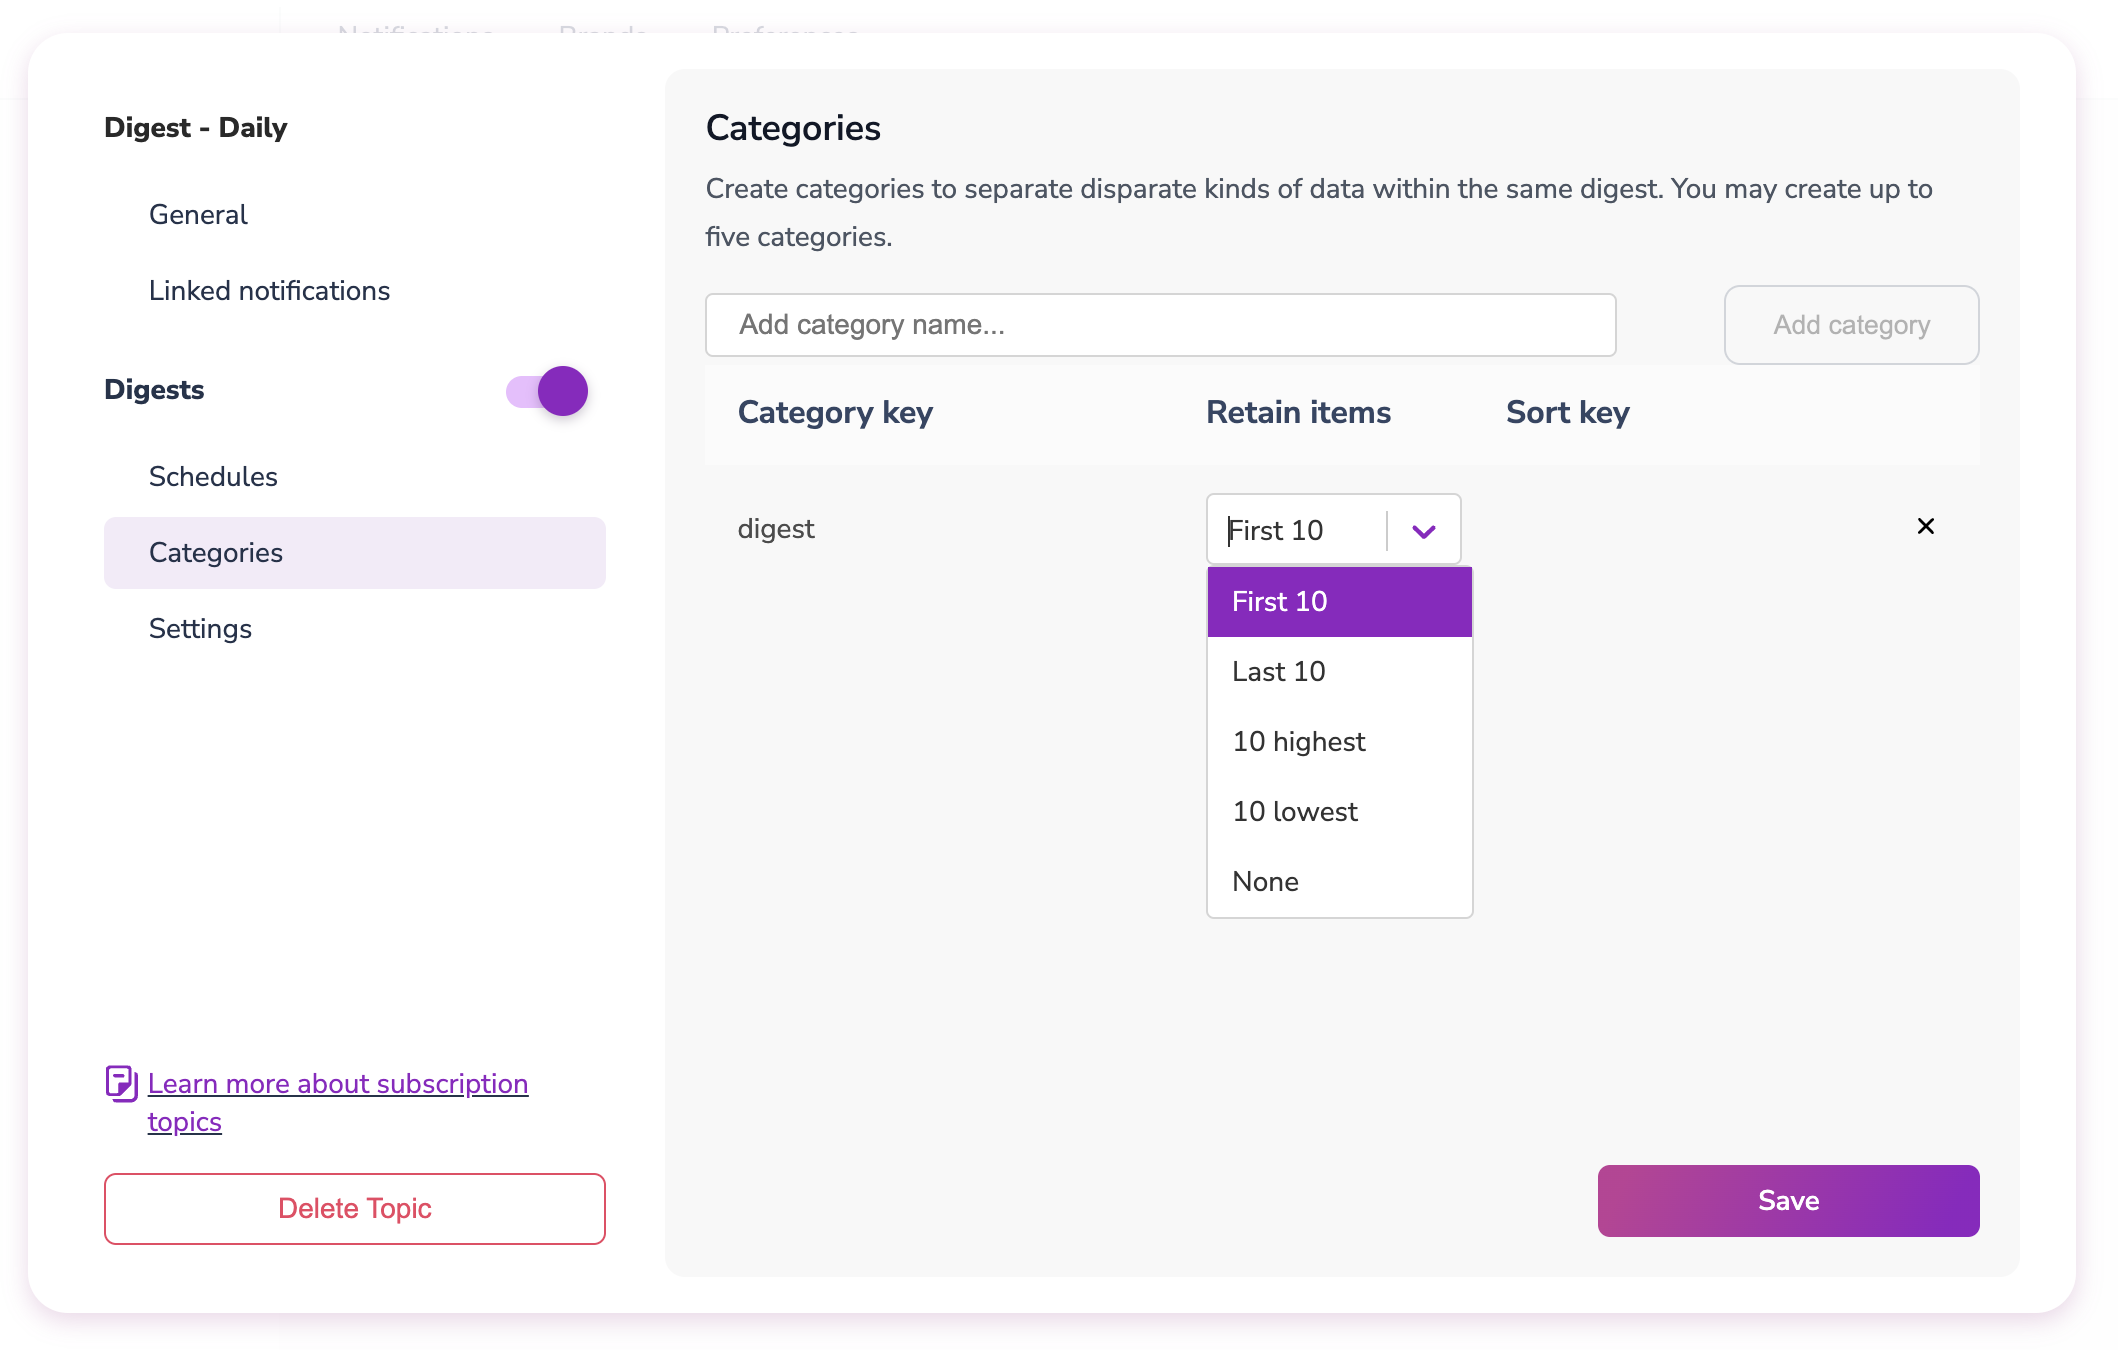 Notifications Brands Preferences
Digest - Daily
General
Linked notifications
Digests
Schedules
Categories
Settings
Learn more about subscription
topics
Delete Topic
Categories
Create categories to separate disparate kinds of data within the same digest. You may create up to
five categories.
Add category name...
Add category
Category key Retain items Sort key
digest
First 10
First 10
Last 10
10 highest
10 lowest
None
Save